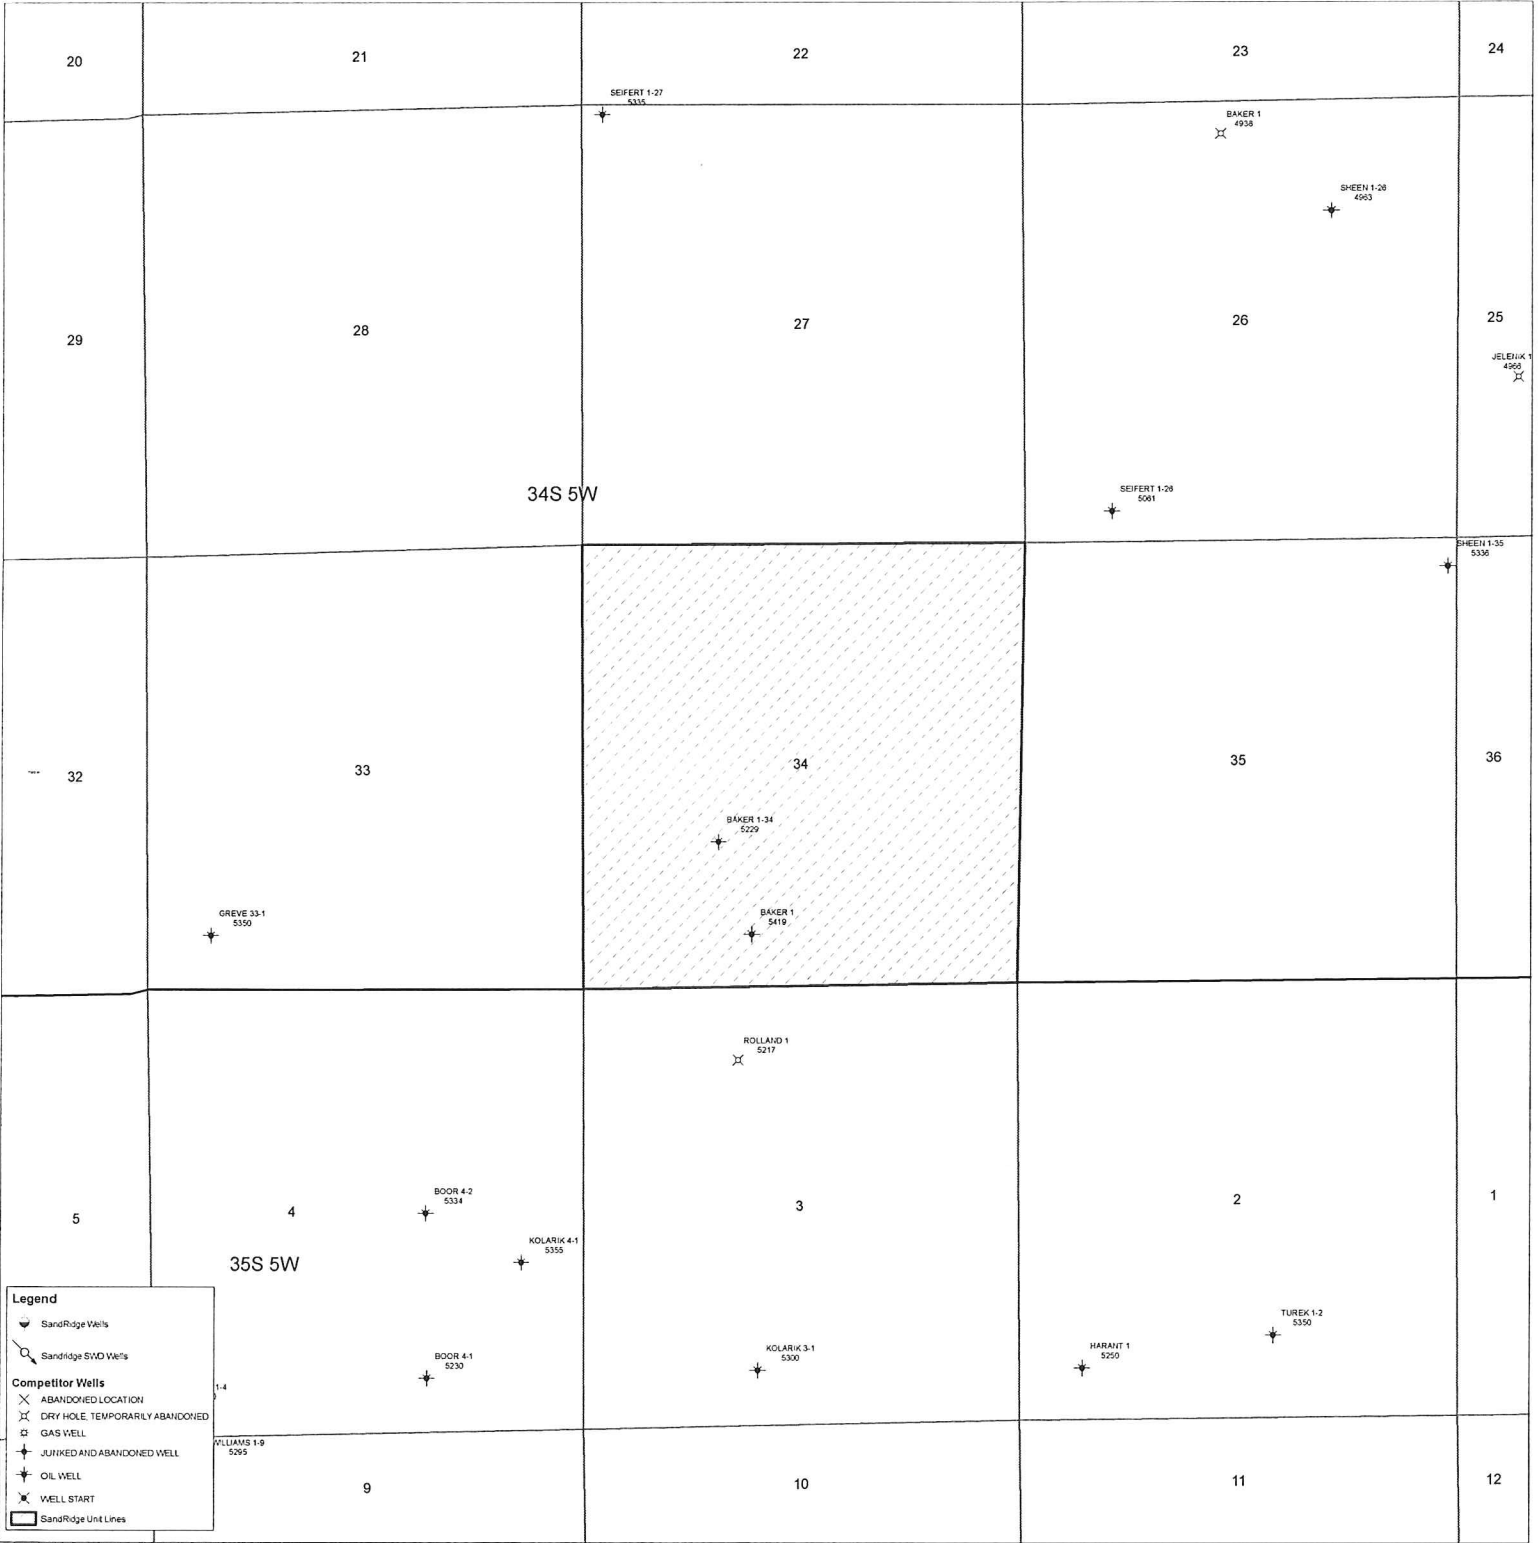 20
21
22
23
24
SEIFERT 1-27
5335
BAKER 1
4938
SHEEN 1-26
4963
29
28
27
26
25
JELENIK 1
4966
34S 5W
SEIFERT 1-26
5061
SHEEN 1-35
5336
32
33
34
35
36
BAKER 1-34
5229
GREVE 33-1
5350
BAKER 1
5419
ROLLAND 1
5217
5
4
BOOR 4-2
5334
3
2
1
KOLARIK 4-1
5355
35S 5W
TUREK 1-2
5350
HARANT 1
5250
KOLARIK 3-1
5300
BOOR 4-1
5230
1-4
WILLIAMS 1-9
5295
9
10
11
12
Legend
SandRidge Wells
Sandridge SWD Wells
Competitor Wells
ABANDONED LOCATION
DRY HOLE, TEMPORARILY ABANDONED
GAS WELL
JUNKED AND ABANDONED WELL
OIL WELL
WELL START
SandRidge Unit Lines